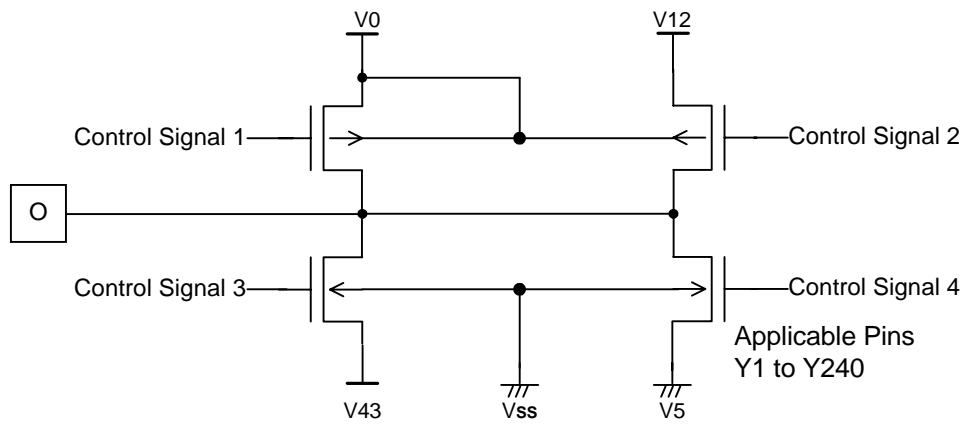 V0
V12
Control Signal 1
Control Signal 2
O
Control Signal 3
Control Signal 4
Applicable Pins
Y1 to Y240
V43
Vss
V5